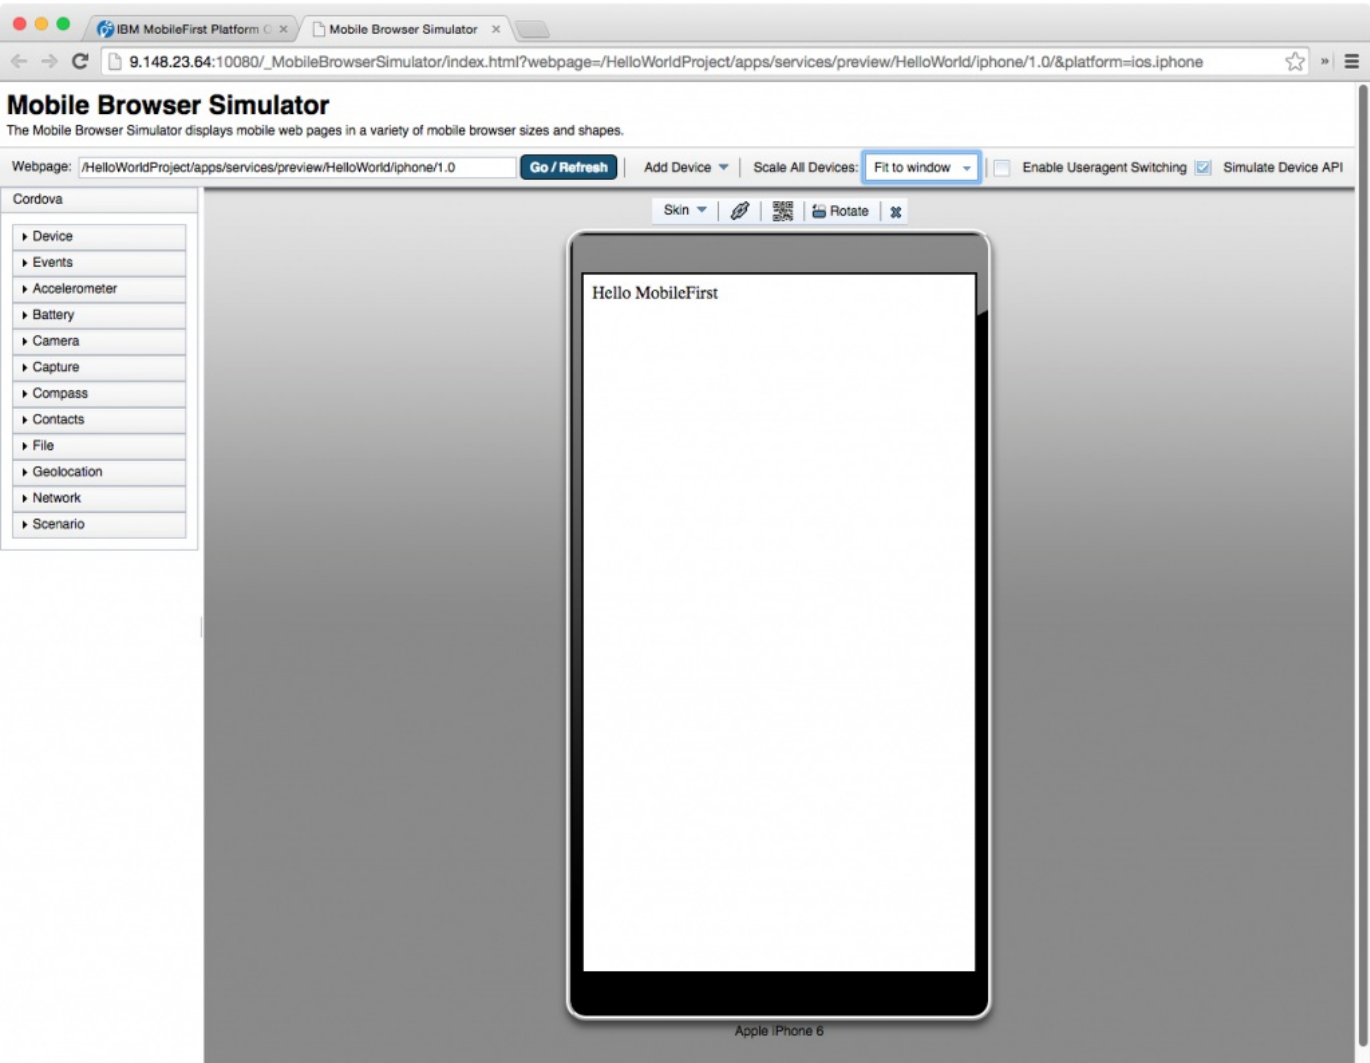 IBM MobileFirst Platform
Mobile Browser Simulator
9.148.23.64:10080/_MobileBrowserSimulator/index.html?webpage=/HelloWorldProject/apps/services/preview/HelloWorld/iphone/1.0/&platform=ios.iphone
Mobile Browser Simulator
The Mobile Browser Simulator displays mobile web pages in a variety of mobile browser sizes and shapes.
Webpage: /HelloWorldProject/apps/services/preview/HelloWorld/iphone/1.0 Go / Refresh Add Device Scale All Devices: Fit to window Enable Useragent Switching Simulate Device API
Cordova
Skin Rotate
Device
Events
Accelerometer
Battery
Camera
Capture
Compass
Contacts
File
Geolocation
Network
Scenario
Hello MobileFirst
Apple iPhone 6